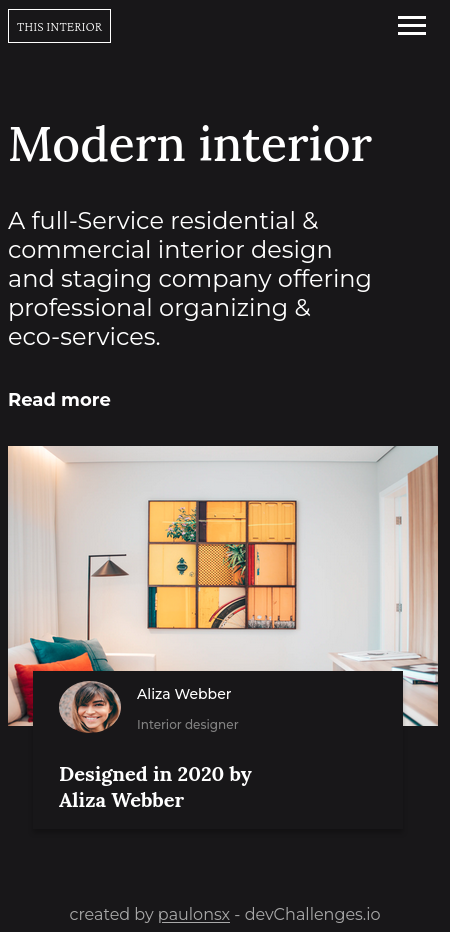 THIS INTERIOR
Modern interior
A full-Service residential &
commercial interior design
and staging company offering
professional organizing &
eco-services.
Read more
Aliza Webber
Interior designer
Designed in 2020 by
Aliza Webber
created by paulonsx - devChallenges.io